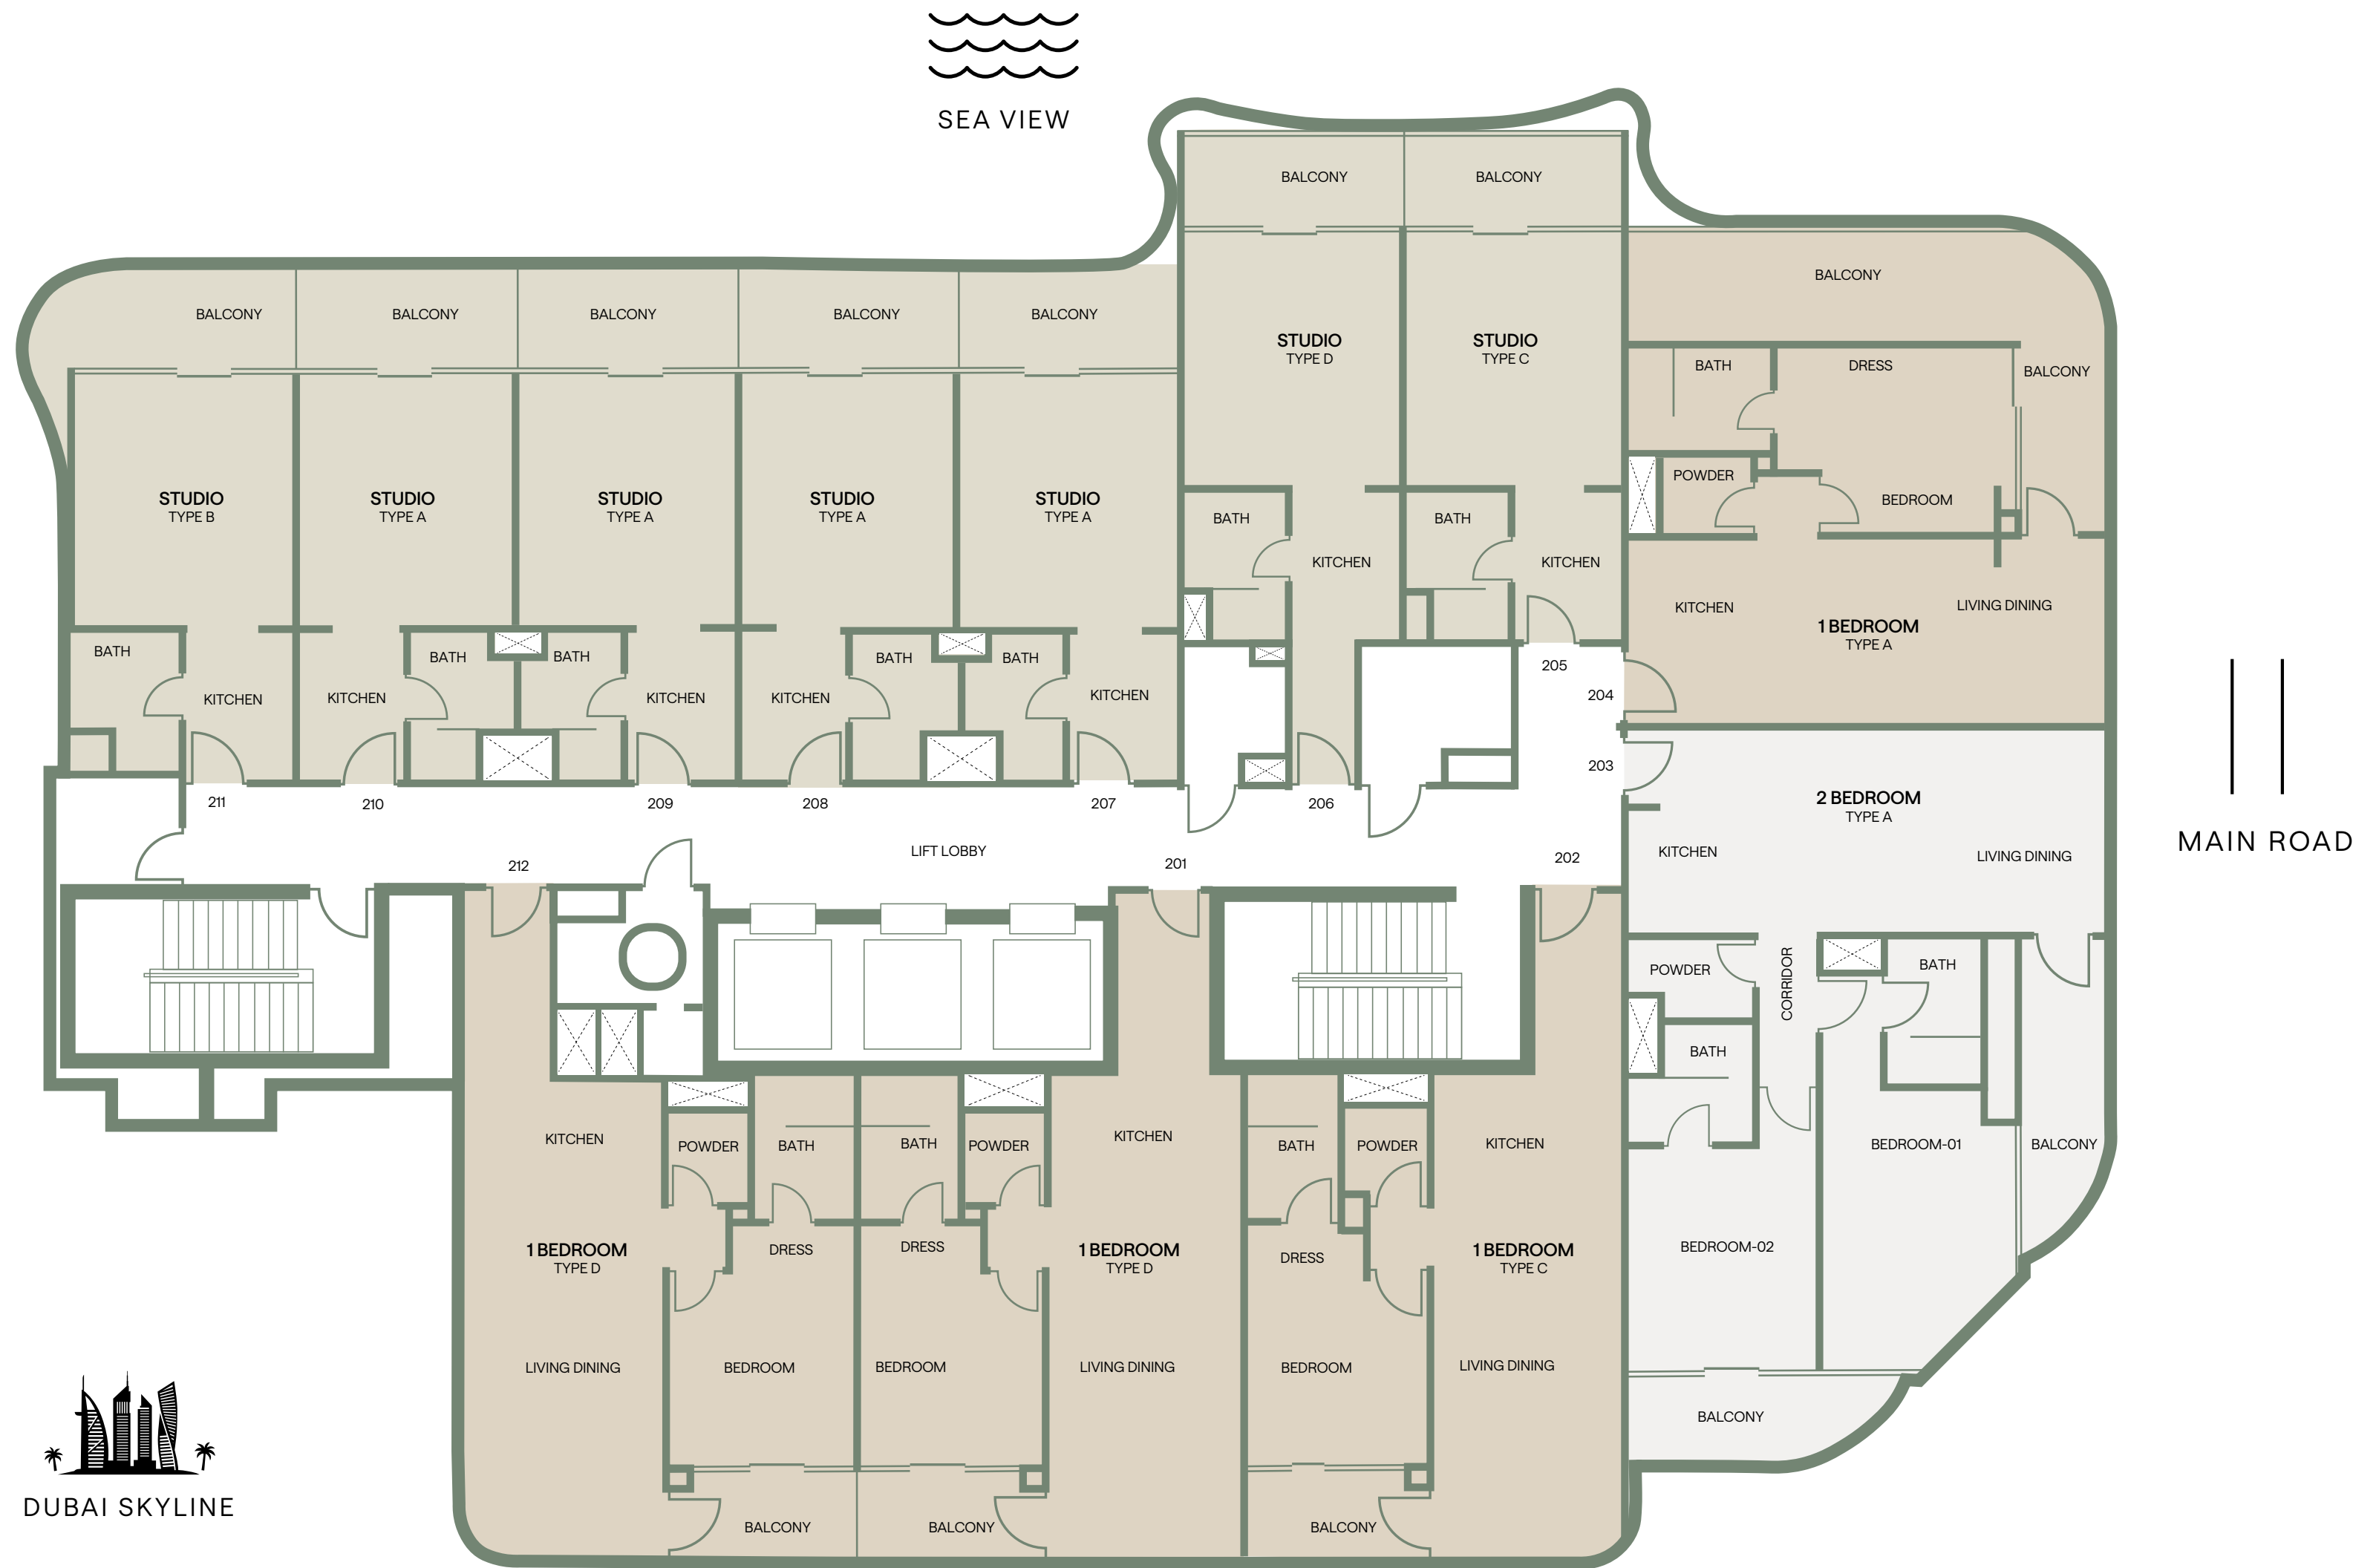 SEA VIEW
BALCONY
BALCONY
BALCONY
BALCONY
BALCONY
BALCONY
BALCONY
BALCONY
STUDIO
TYPE D
STUDIO
TYPE C
BATH
DRESS
BALCONY
POWDER
BEDROOM
STUDIO
TYPE B
STUDIO
TYPE A
STUDIO
TYPE A
STUDIO
TYPE A
STUDIO
TYPE A
BATH
KITCHEN
BATH
KITCHEN
KITCHEN
LIVING DINING
1 BEDROOM
TYPE A
BATH
KITCHEN
KITCHEN
BATH
BATH
KITCHEN
KITCHEN
BATH
BATH
KITCHEN
205
204
203
211
210
209
208
207
206
2 BEDROOM
TYPE A
MAIN ROAD
KITCHEN
LIVING DINING
LIFT LOBBY
212
201
202
POWDER
CORRIDOR
BATH
BATH
KITCHEN
POWDER
BATH
BATH
POWDER
KITCHEN
BATH
POWDER
KITCHEN
BEDROOM-01
BALCONY
1 BEDROOM
TYPE D
DRESS
DRESS
1 BEDROOM
TYPE D
DRESS
1 BEDROOM
TYPE C
BEDROOM-02
LIVING DINING
BEDROOM
BEDROOM
LIVING DINING
BEDROOM
LIVING DINING
BALCONY
DUBAI SKYLINE
BALCONY
BALCONY
BALCONY